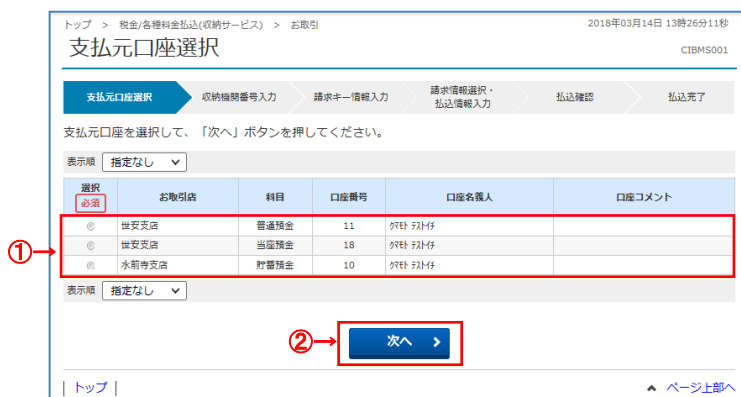 トップ > 税金/各種料金払込(収納サービス) > お取引
2018年03月14日 13時26分11秒
支払元口座選択
CIBMS001
支払元口座選択 収納機関番号入力 請求キー情報入力 請求情報選択・ 払込確認 払込完了
払込情報入力
支払元口座を選択して、「次へ」ボタンを押してください。
表示順 指定なし
選択 お取引店 科目 口座番号 口座名義人 口座コメント
必須
世安支店 普通預金 11 クマモト テストイチ
世安支店 当座預金 18 クマモト テストイチ
水前寺支店 貯蓄預金 10 クマモト テストイチ
①
表示順 指定なし
② 次へ
トップ
ページ上部へ